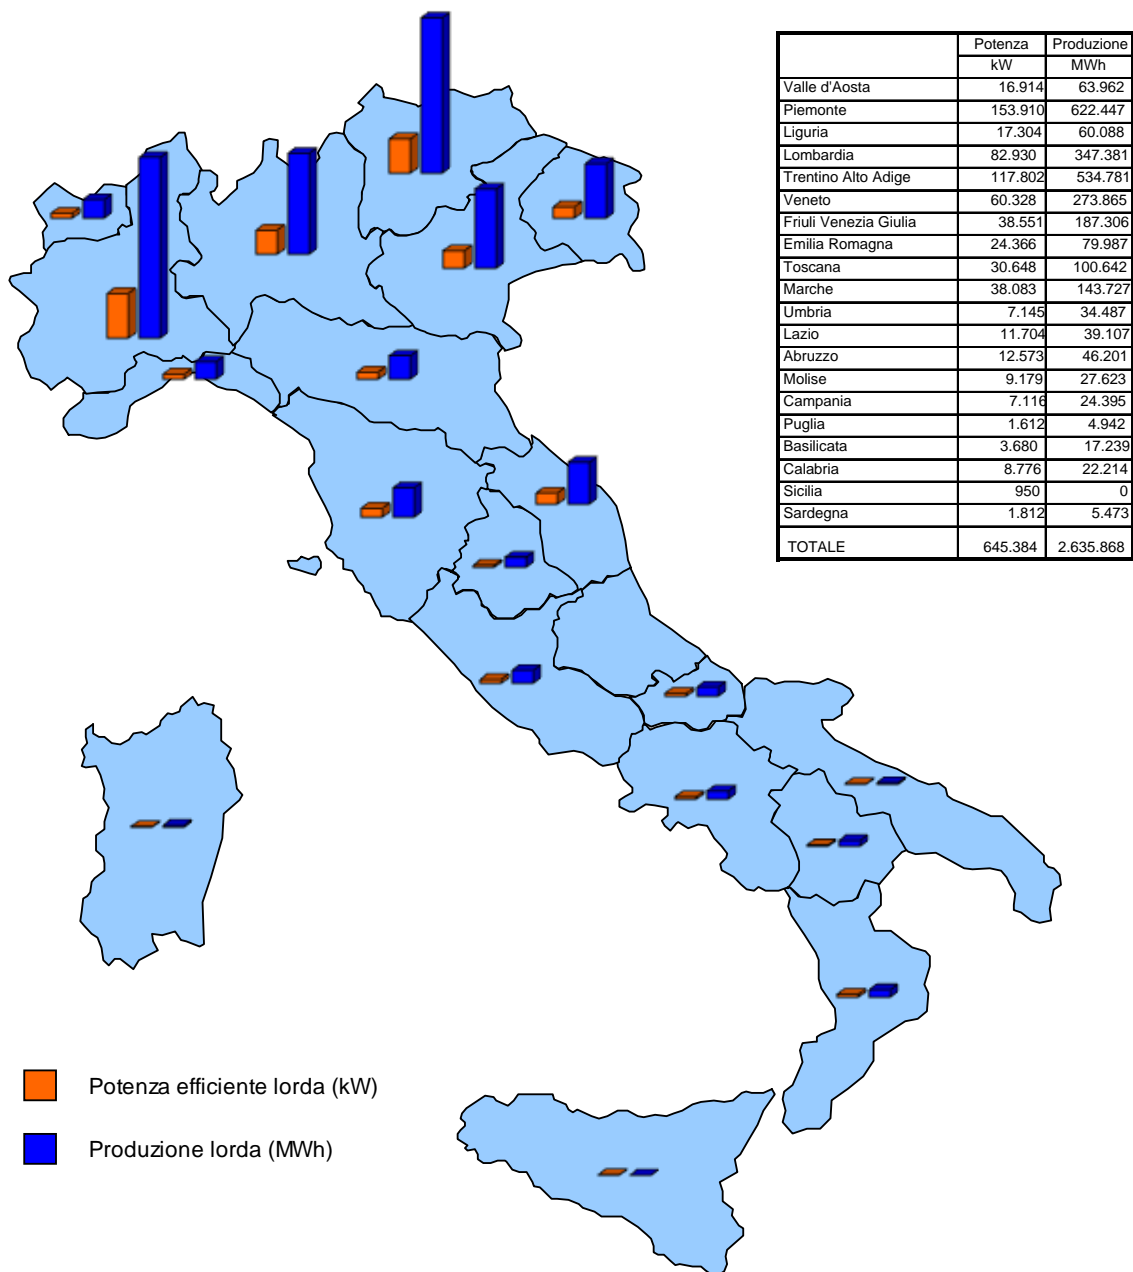 Potenza Produzione
kW MWh
Valle d'Aosta 16.914 63.962
Piemonte 153.910 622.447
Liguria 17.304 60.088
Lombardia 82.930 347.381
Trentino Alto Adige 117.802 534.781
Veneto 60.328 273.865
Friuli Venezia Giulia 38.551 187.306
Emilia Romagna 24.366 79.987
Toscana 30.648 100.642
Marche 38.083 143.727
Umbria 7.145 34.487
Lazio 11.704 39.107
Abruzzo 12.573 46.201
Molise 9.179 27.623
Campania 7.116 24.395
Puglia 1.612 4.942
Basilicata 3.680 17.239
Calabria 8.776 22.214
Sicilia 950 0
Sardegna 1.812 5.473
TOTALE 645.384 2.635.868
Potenza efficiente lorda (kW)
Produzione lorda (MWh)